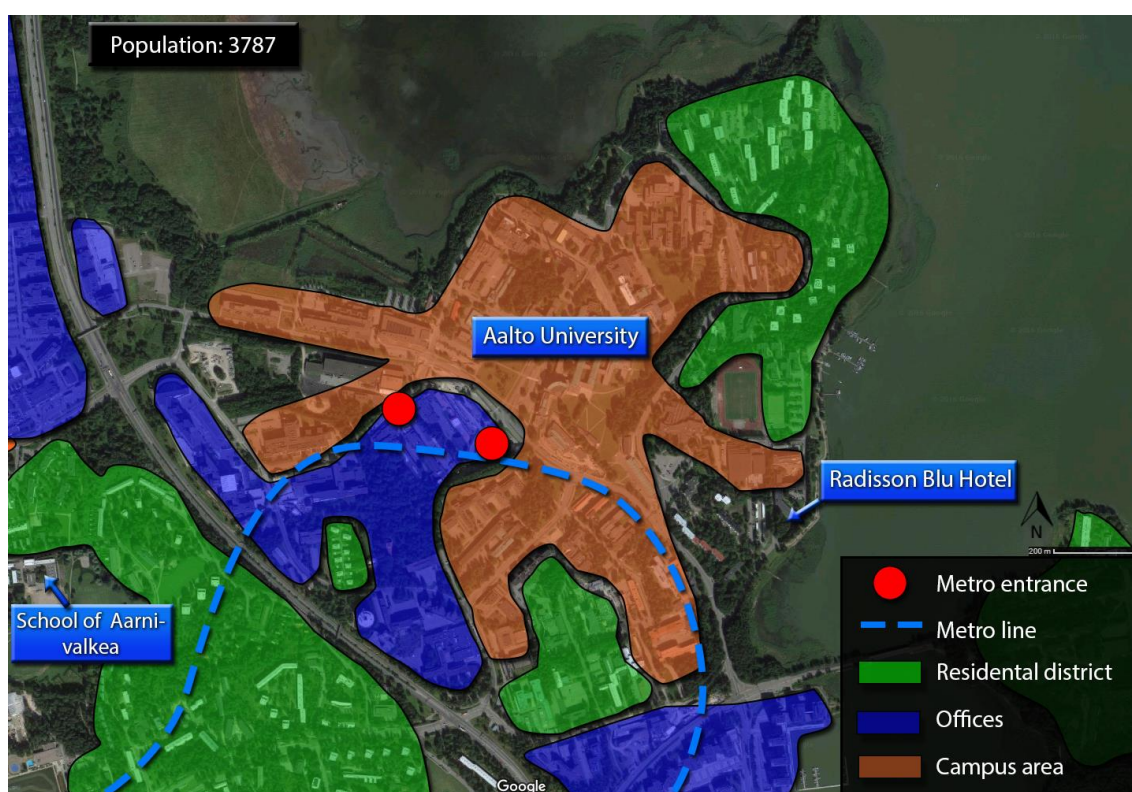 Population: 3787
Aalto University
Radisson Blu Hotel
N
200 m
School of Aarni-
valkea
Metro entrance
Metro line
Residental district
Offices
Campus area
Google